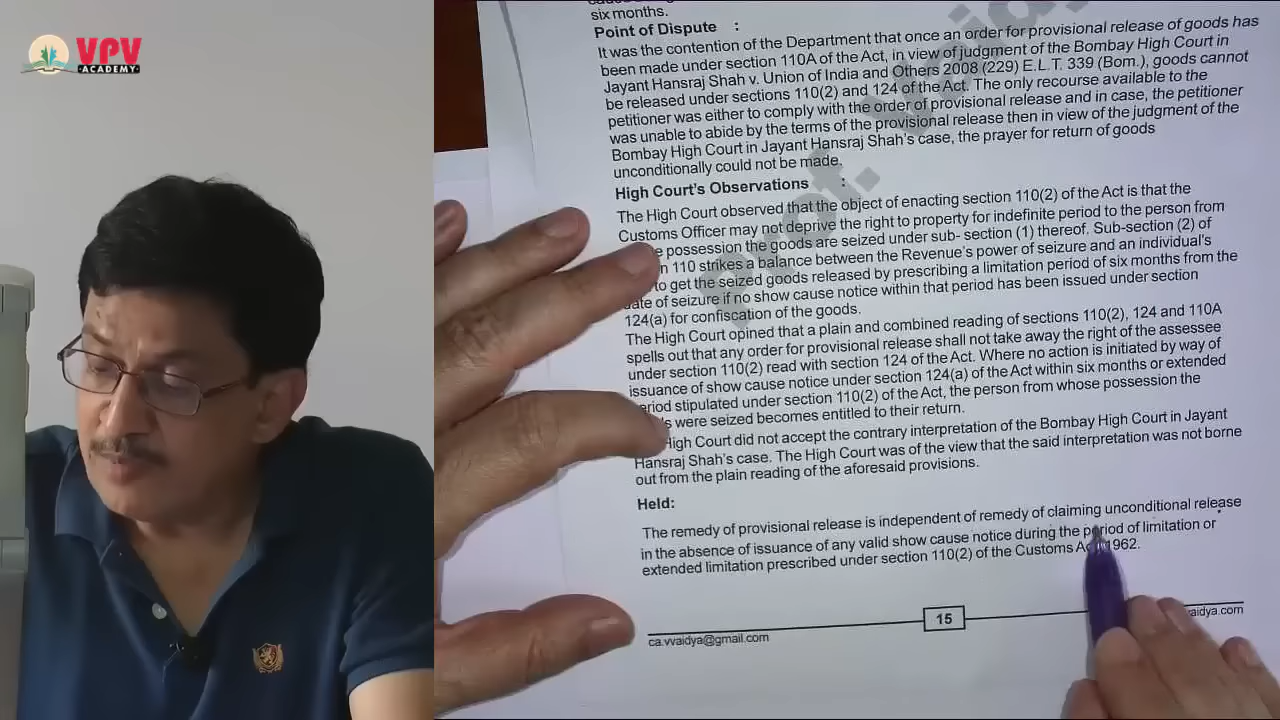 VPV
ACADEMY
six months.
Point of Dispute :
It was the contention of the Department that once an order for provisional release of goods has
been made under section 110A of the Act, in view of judgment of the Bombay High Court in
Jayant Hansraj Shah v. Union of India and Others 2008 (229) E.L.T. 339 (Bom.), goods cannot
be released under sections 110(2) and 124 of the Act. The only recourse available to the
petitioner was either to comply with the order of provisional release and in case, the petitioner
was unable to abide by the terms of the provisional release then in view of the judgment of the
Bombay High Court in Jayant Hansraj Shah's case, the prayer for return of goods
unconditionally could not be made.
High Court's Observations :
The High Court observed that the object of enacting section 110(2) of the Act is that the
Customs Officer may not deprive the right to property for indefinite period to the person from
possession the goods are seized under sub- section (1) thereof. Sub-section (2) of
110 strikes a balance between the Revenue's power of seizure and an individual's
to get the seized goods released by prescribing a limitation period of six months from the
date of seizure if no show cause notice within that period has been issued under section
124(a) for confiscation of the goods.
The High Court opined that a plain and combined reading of sections 110(2), 124 and 110A
spells out that any order for provisional release shall not take away the right of the assessee
under section 110(2) read with section 124 of the Act. Where no action is initiated by way of
issuance of show cause notice under section 124(a) of the Act within six months or extended
period stipulated under section 110(2) of the Act, the person from whose possession the
were seized becomes entitled to their return.
High Court did not accept the contrary interpretation of the Bombay High Court in Jayant
Hansraj Shah's case. The High Court was of the view that the said interpretation was not borne
out from the plain reading of the aforesaid provisions.
Held:
The remedy of provisional release is independent of remedy of claiming unconditional release
in the absence of issuance of any valid show cause notice during the period of limitation or
extended limitation prescribed under section 110(2) of the Customs Act 1962.
15
ca.vvaidya@gmail.com
aidya.com
Prof.